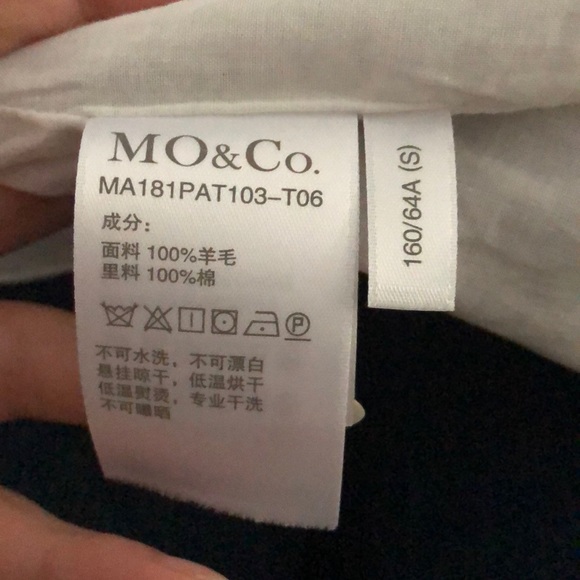 MO&Co.
MA181PAT103-T06
成分：
面料 100%羊毛
里料 100%棉
P
不可水洗，不可漂白
悬挂晾干，低温烘干
低温熨烫，专业干洗
不可曝晒
160/64A (S)